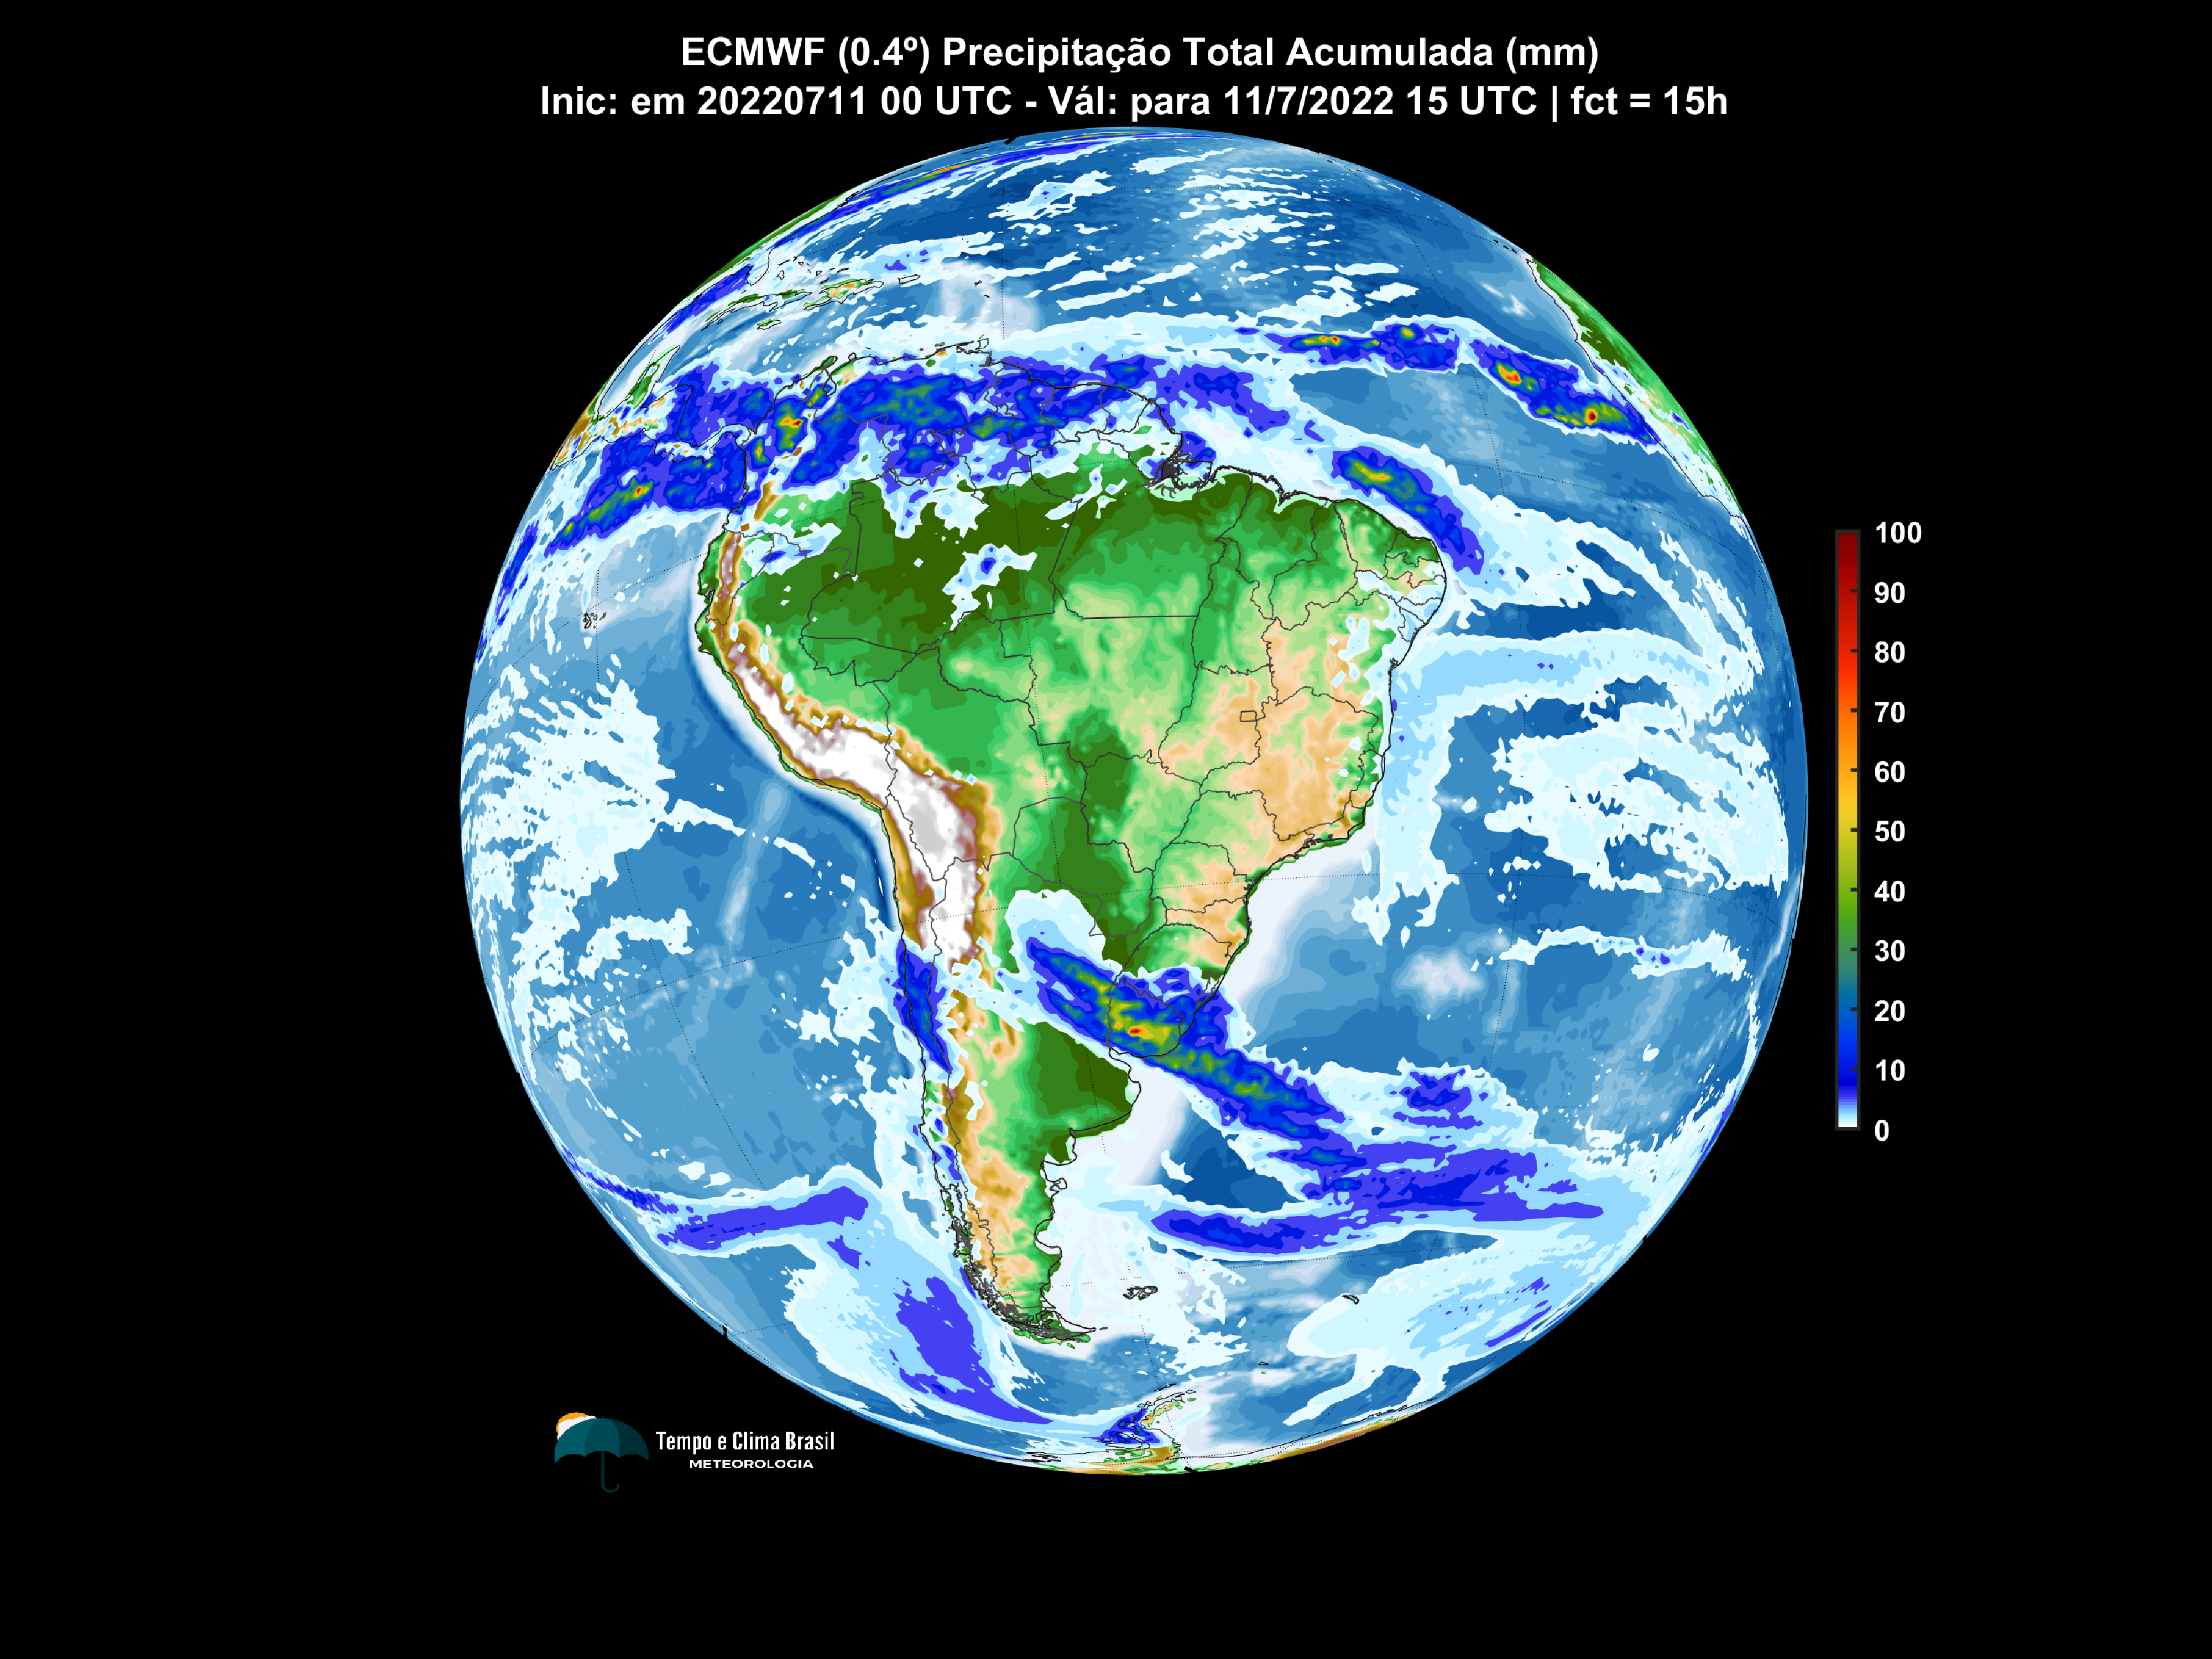 ECMWF (0.4º) Precipitação Total Acumulada (mm)
Inic: em 20220711 00 UTC - Vál: para 11/7/2022 15 UTC | fct = 15h
100
90
80
70
60
50
40
30
20
10
0
Tempo e Clima Brasil
METEOROLOGIA